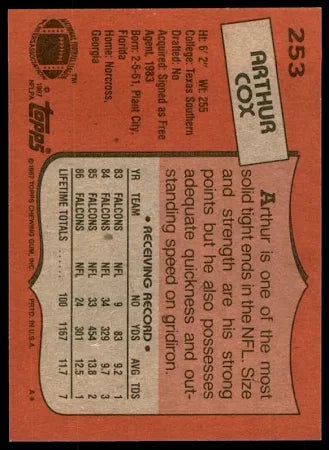 253
ARTHUR
COX
Ht: 6' 2" Wt: 255
College: Texas Southern
Drafted: No
Acquired: Signed as Free
Agent, 1983
Born: 2-5-61, Plant City,
Florida
Home: Norcross,
Georgia
TM
© 1987
NFLPA
topps
© 1987 TOPPS CHEWING GUM, INC.
Arthur is one of the most
solid tight ends in the NFL. Size
and strength are his strong
points but he also possesses
adequate quickness and out-
standing speed on gridiron.
• RECEIVING RECORD •
YR TEAM NO YDS AVG TDS
83 FALCONS NFL 9 83 9.2 1
84 FALCONS NFL 34 329 9.7 3
85 FALCONS NFL 33 454 13.8 2
86 FALCONS NFL 24 301 12.5 1
LIFETIME TOTALS ...... 100 1167 11.7 7
PRTD. IN U.S.A.